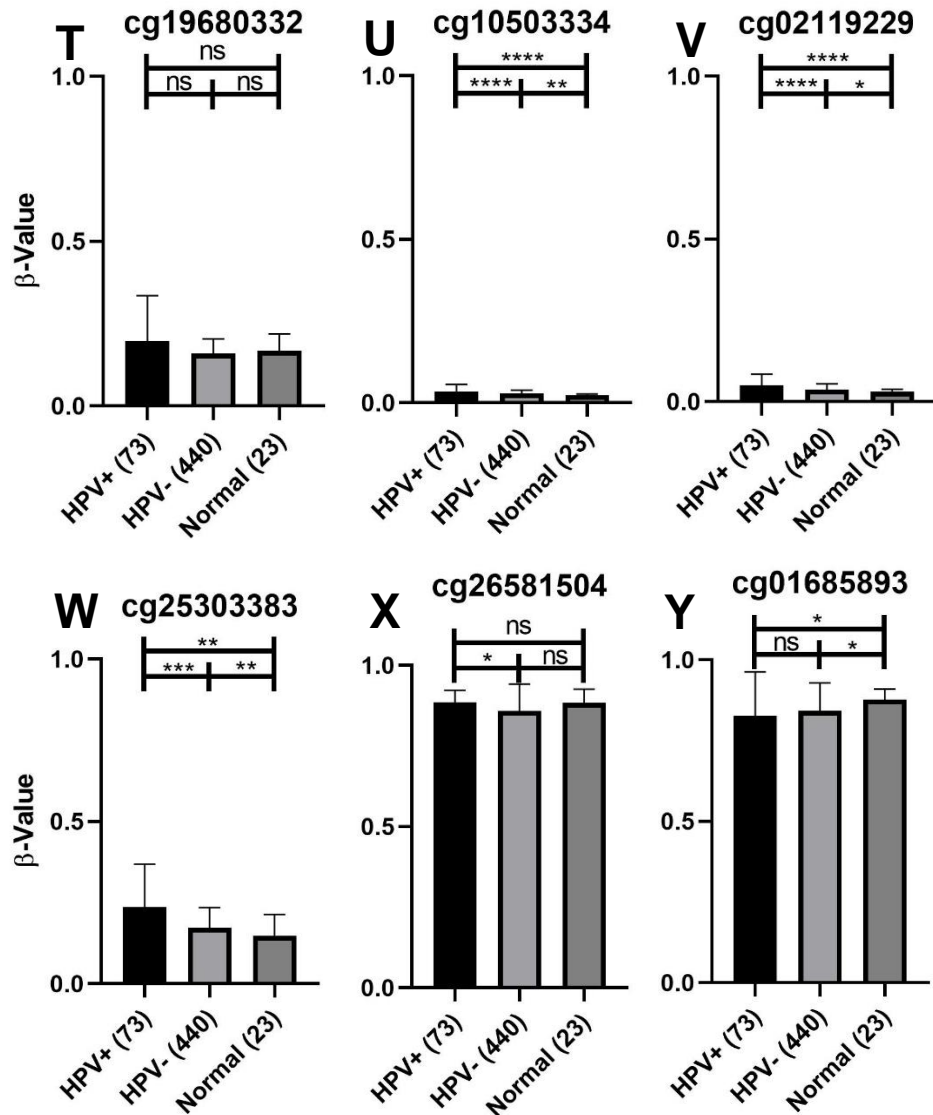 T cg19680332
ns
ns ns
1.0
0.5
0.0
β-Value
HPV+ (73)
HPV- (440)
Normal (23)
U cg10503334
****
**** **
1.0
0.5
0.0
HPV+ (73)
HPV- (440)
Normal (23)
V cg02119229
****
**** *
1.0
0.5
0.0
HPV+ (73)
HPV- (440)
Normal (23)
W cg25303383
**
*** **
1.0
0.5
0.0
β-Value
HPV+ (73)
HPV- (440)
Normal (23)
X cg26581504
ns
* ns
1.0
0.5
0.0
HPV+ (73)
HPV- (440)
Normal (23)
Y cg01685893
*
ns *
1.0
0.5
0.0
HPV+ (73)
HPV- (440)
Normal (23)